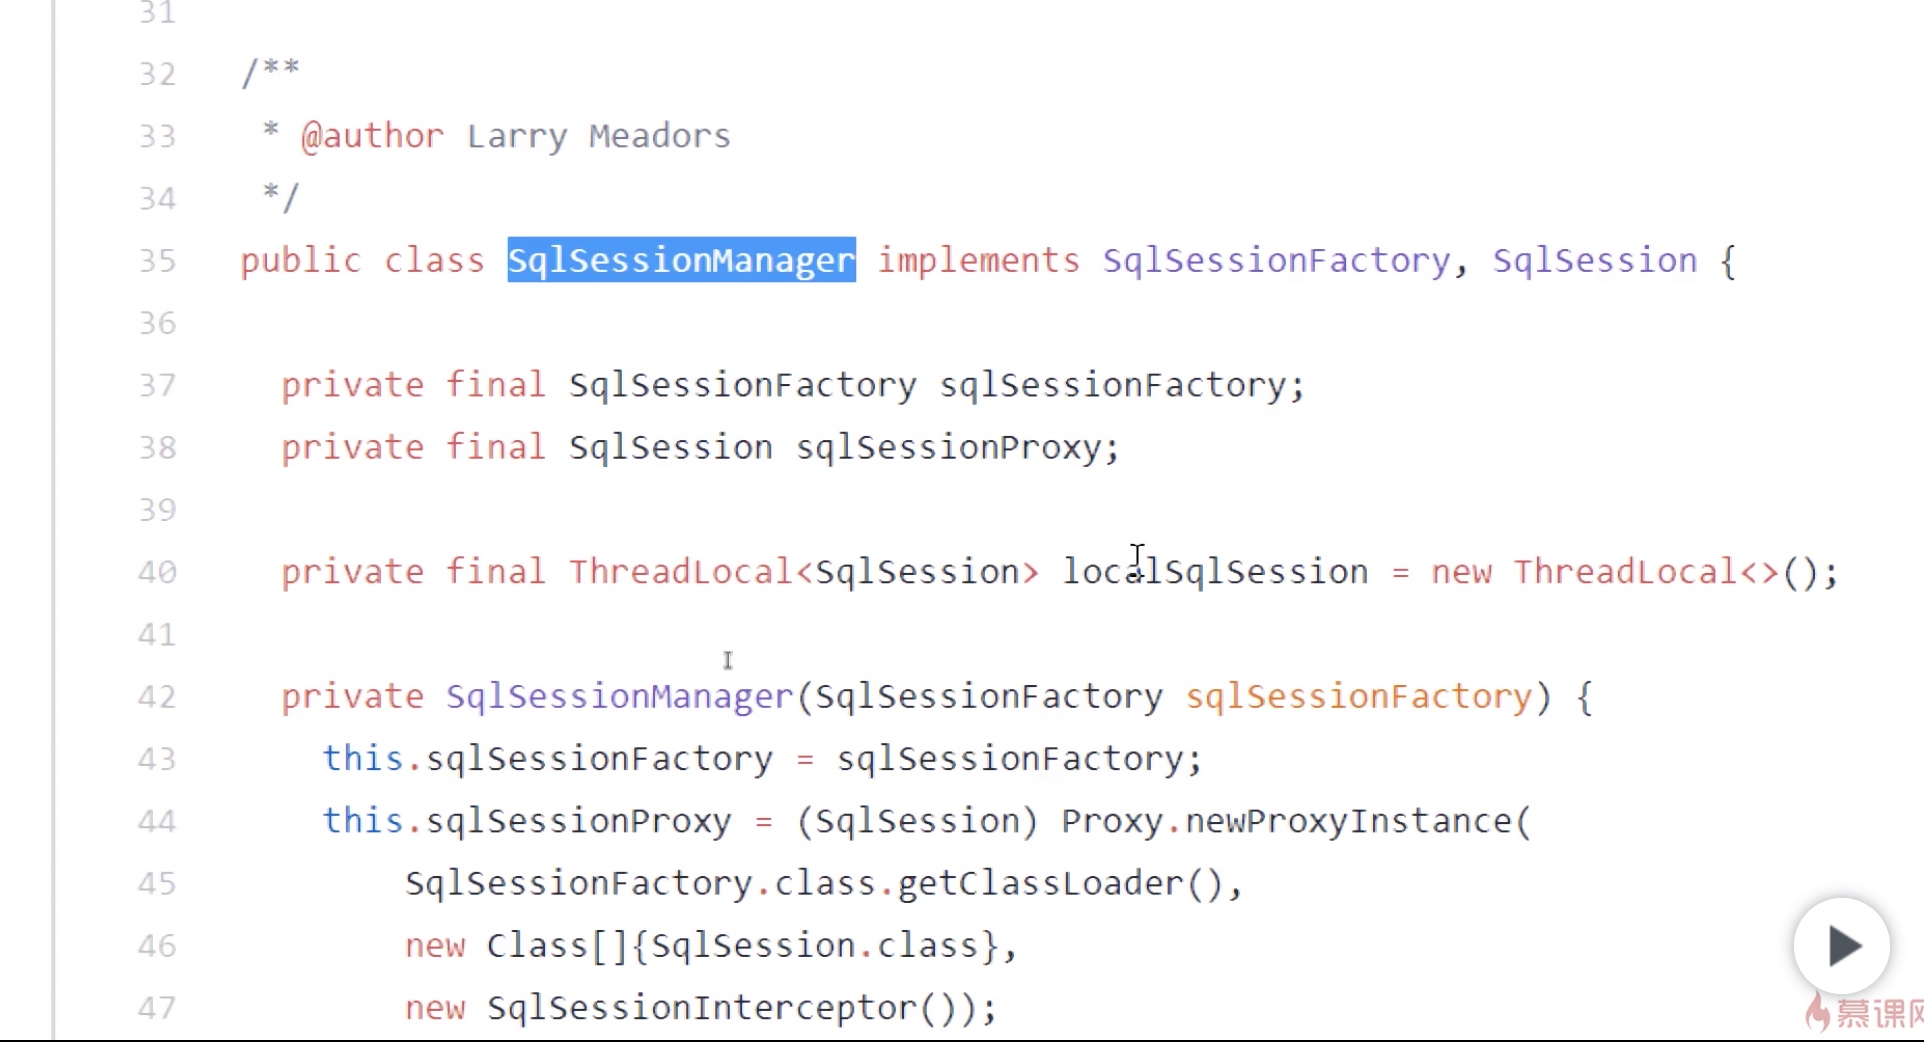 31
32 /**
33 * @author Larry Meadors
34 */
35 public class SqlSessionManager implements SqlSessionFactory, SqlSession {
36
37 private final SqlSessionFactory sqlSessionFactory;
38 private final SqlSession sqlSessionProxy;
39
40 private final ThreadLocal<SqlSession> localSqlSession = new ThreadLocal<>();
41
42 private SqlSessionManager(SqlSessionFactory sqlSessionFactory) {
43 this.sqlSessionFactory = sqlSessionFactory;
44 this.sqlSessionProxy = (SqlSession) Proxy.newProxyInstance(
45 SqlSessionFactory.class.getClassLoader(),
46 new Class[]{SqlSession.class},
47 new SqlSessionInterceptor());
慕课网